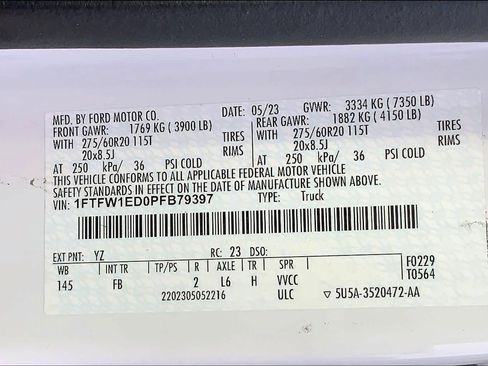 MFD. BY FORD MOTOR CO. DATE: 05/23 GVWR: 3334 KG ( 7350 LB)
FRONT GAWR: 1769 KG ( 3900 LB) REAR GAWR: 1882 KG ( 4150 LB)
WITH 275/60R20 115T TIRES WITH 275/60R20 115T TIRES
20x8.5J RIMS 20x8.5J RIMS
AT 250 kPa/ 36 PSI COLD AT 250 kPa/ 36 PSI COLD
THIS VEHICLE CONFORMS TO ALL APPLICABLE FEDERAL MOTOR VEHICLE
SAFETY STANDARDS IN EFFECT ON THE DATE OF MANUFACTURE SHOWN ABOVE.
VIN: 1FTFW1ED0PFB79397 TYPE: Truck
EXT PNT: YZ RC: 23 DSO:
WB INT TR TP/PS R AXLE TR SPR F0229
145 FB 2 L6 H VVCC T0564
2202305052216 ULC ▽ 5U5A-3520472-AA